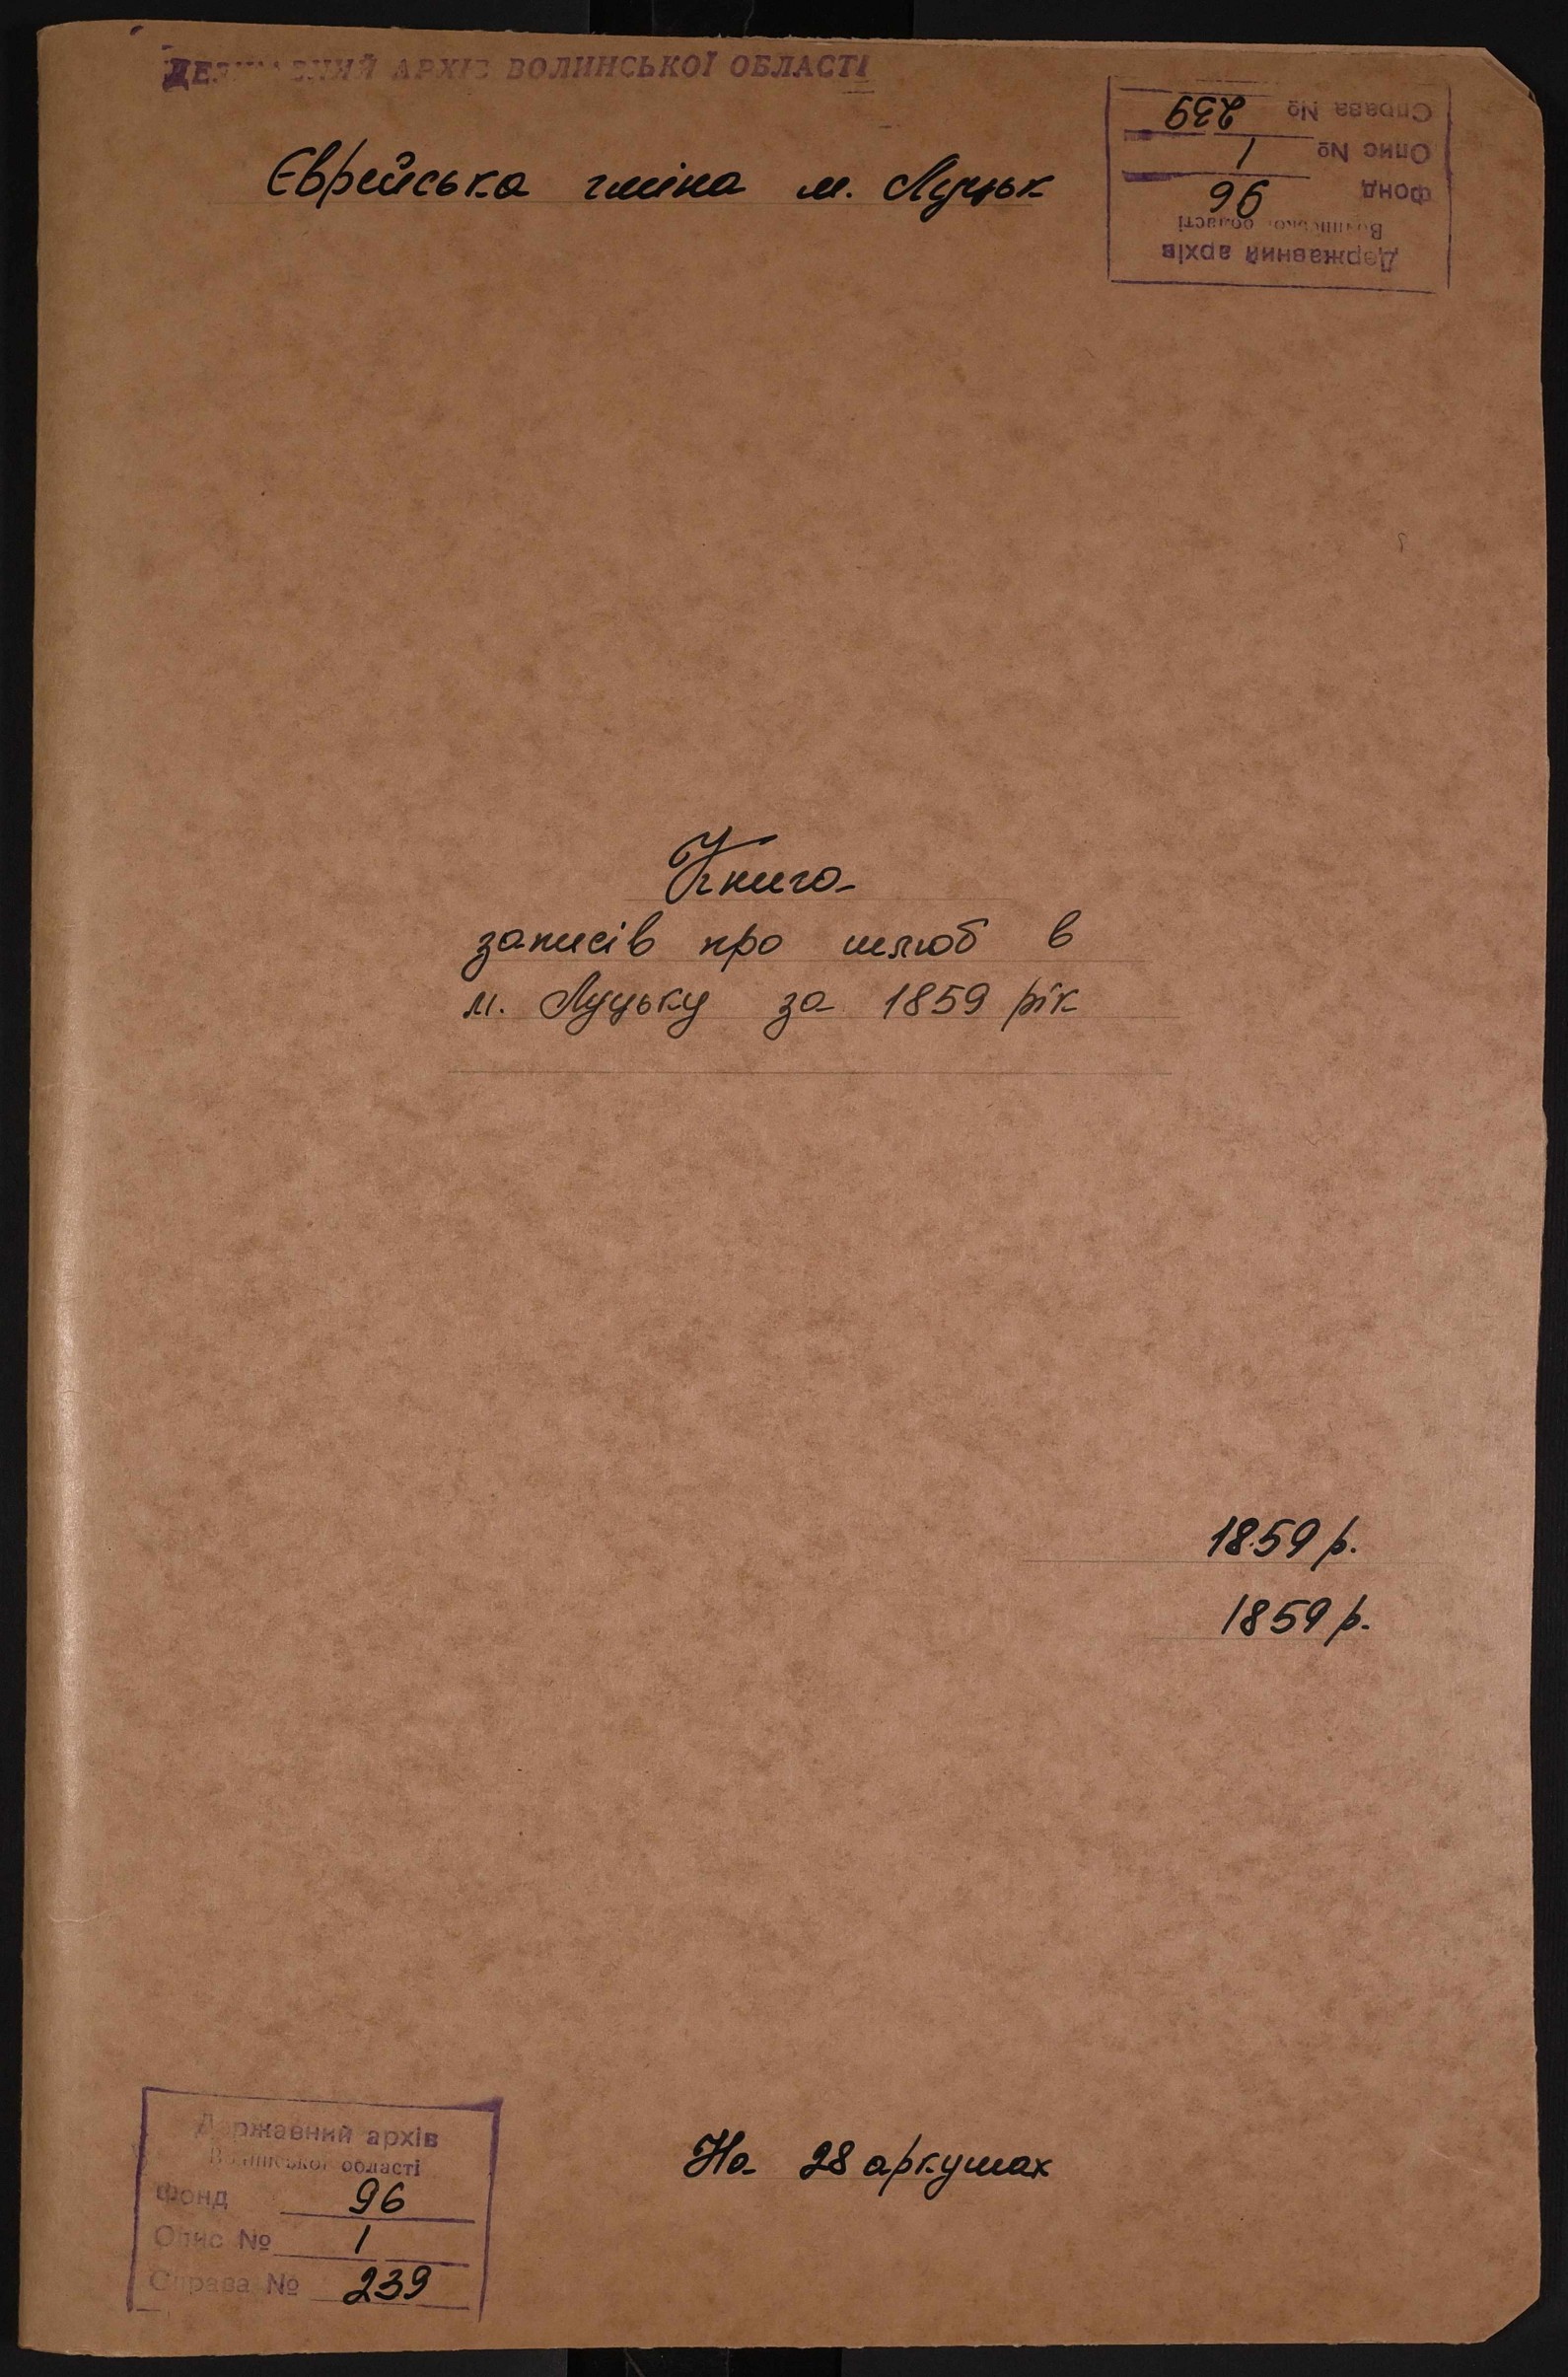 ДЕРЖАВНИЙ АРХІВ ВОЛИНСЬКОЇ ОБЛАСТІ
Єврейська гміна м. Луцьк
Державний архів
Волинської області
Фонд 96
Опис № 1
Справа № 239
Книга
записів про шлюб в
м. Луцьку за 1859 рік
1859 р.
1859 р.
На 28 аркушах
Державний архів
Волинської області
Фонд 96
Опис № 1
Справа № 239